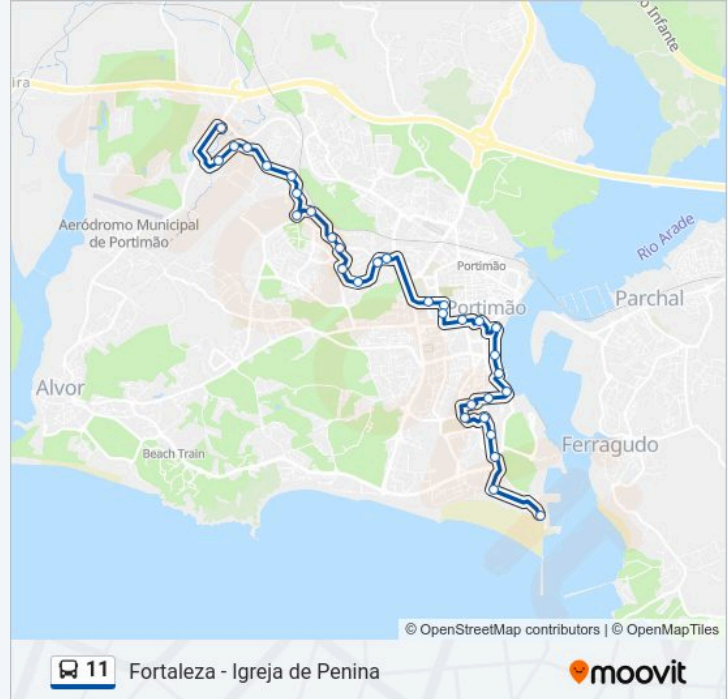 o Infante
ira
Aeródromo Municipal
de Portimão
Rio Arade
Portimão
Portimão
Parchal
Alvor
Beach Train
Ferragudo
© OpenStreetMap contributors | © OpenMapTiles
11 Fortaleza - Igreja de Penina
moovit